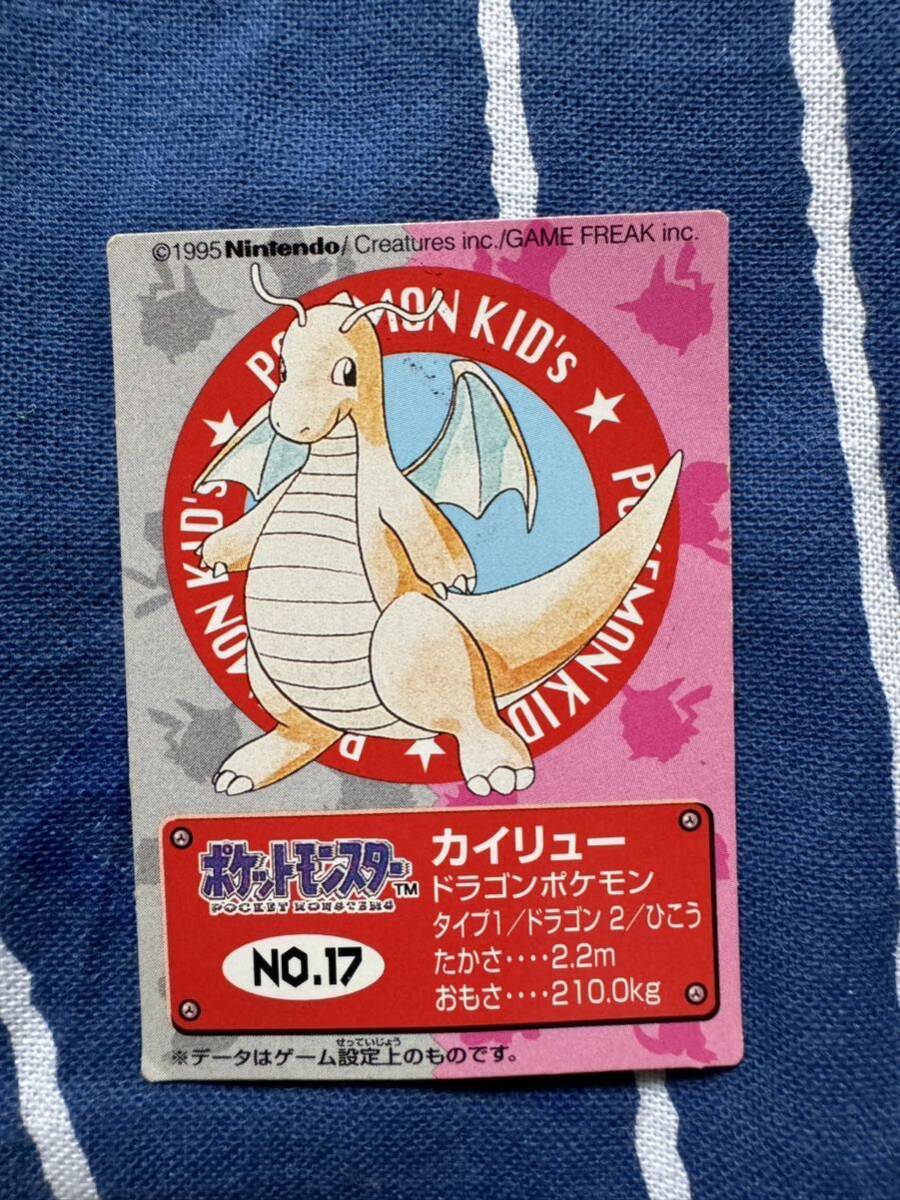 ©1995 Nintendo/Creatures inc./GAME FREAK inc.
POKEMON KID's
POKEMON KID
MON KID's
P
ポケットモンスター™
POCKET MONSTERS
NO.17
カイリュー
ドラゴンポケモン
タイプ1/ドラゴン 2/ひこう
たかさ‥‥2.2m
おもさ‥‥210.0kg
せっていじょう
※データはゲーム設定上のものです。